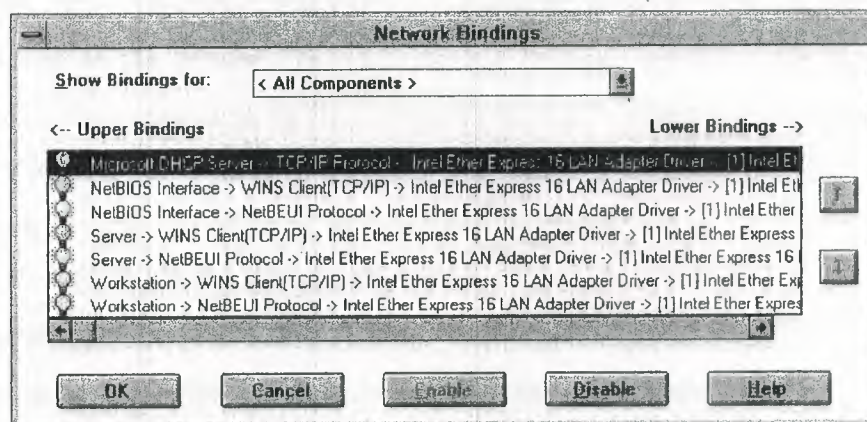 Network Bindings
Show Bindings for: < All Components >
<-- Upper Bindings Lower Bindings -->
Microsoft DHCP Server -> TCP/IP Protocol -> Intel Ether Express 16 LAN Adapter Driver -> [1] Intel Et
NetBIOS Interface -> WINS Client(TCP/IP) -> Intel Ether Express 16 LAN Adapter Driver -> [1] Intel Eth
NetBIOS Interface -> NetBEUI Protocol -> Intel Ether Express 16 LAN Adapter Driver -> [1] Intel Ether
Server -> WINS Client(TCP/IP) -> Intel Ether Express 16 LAN Adapter Driver -> [1] Intel Ether Express
Server -> NetBEUI Protocol -> Intel Ether Express 16 LAN Adapter Driver -> [1] Intel Ether Express 16 l
Workstation -> WINS Client(TCP/IP) -> Intel Ether Express 16 LAN Adapter Driver -> [1] Intel Ether Exp
Workstation -> NetBEUI Protocol -> Intel Ether Express 16 LAN Adapter Driver -> [1] Intel Ether Expres
OK Cancel Enable Disable Help